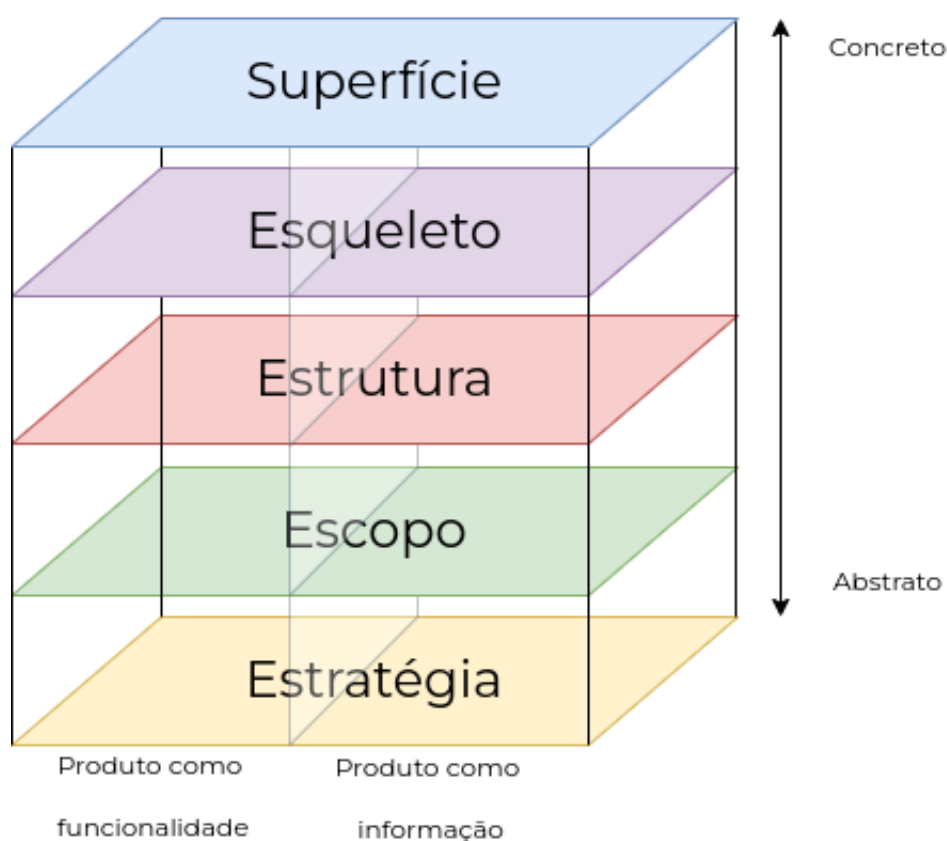 Superfície
Concreto
Esqueleto
Estrutura
Escopo
Abstrato
Estratégia
Produto como
funcionalidade
Produto como
informação